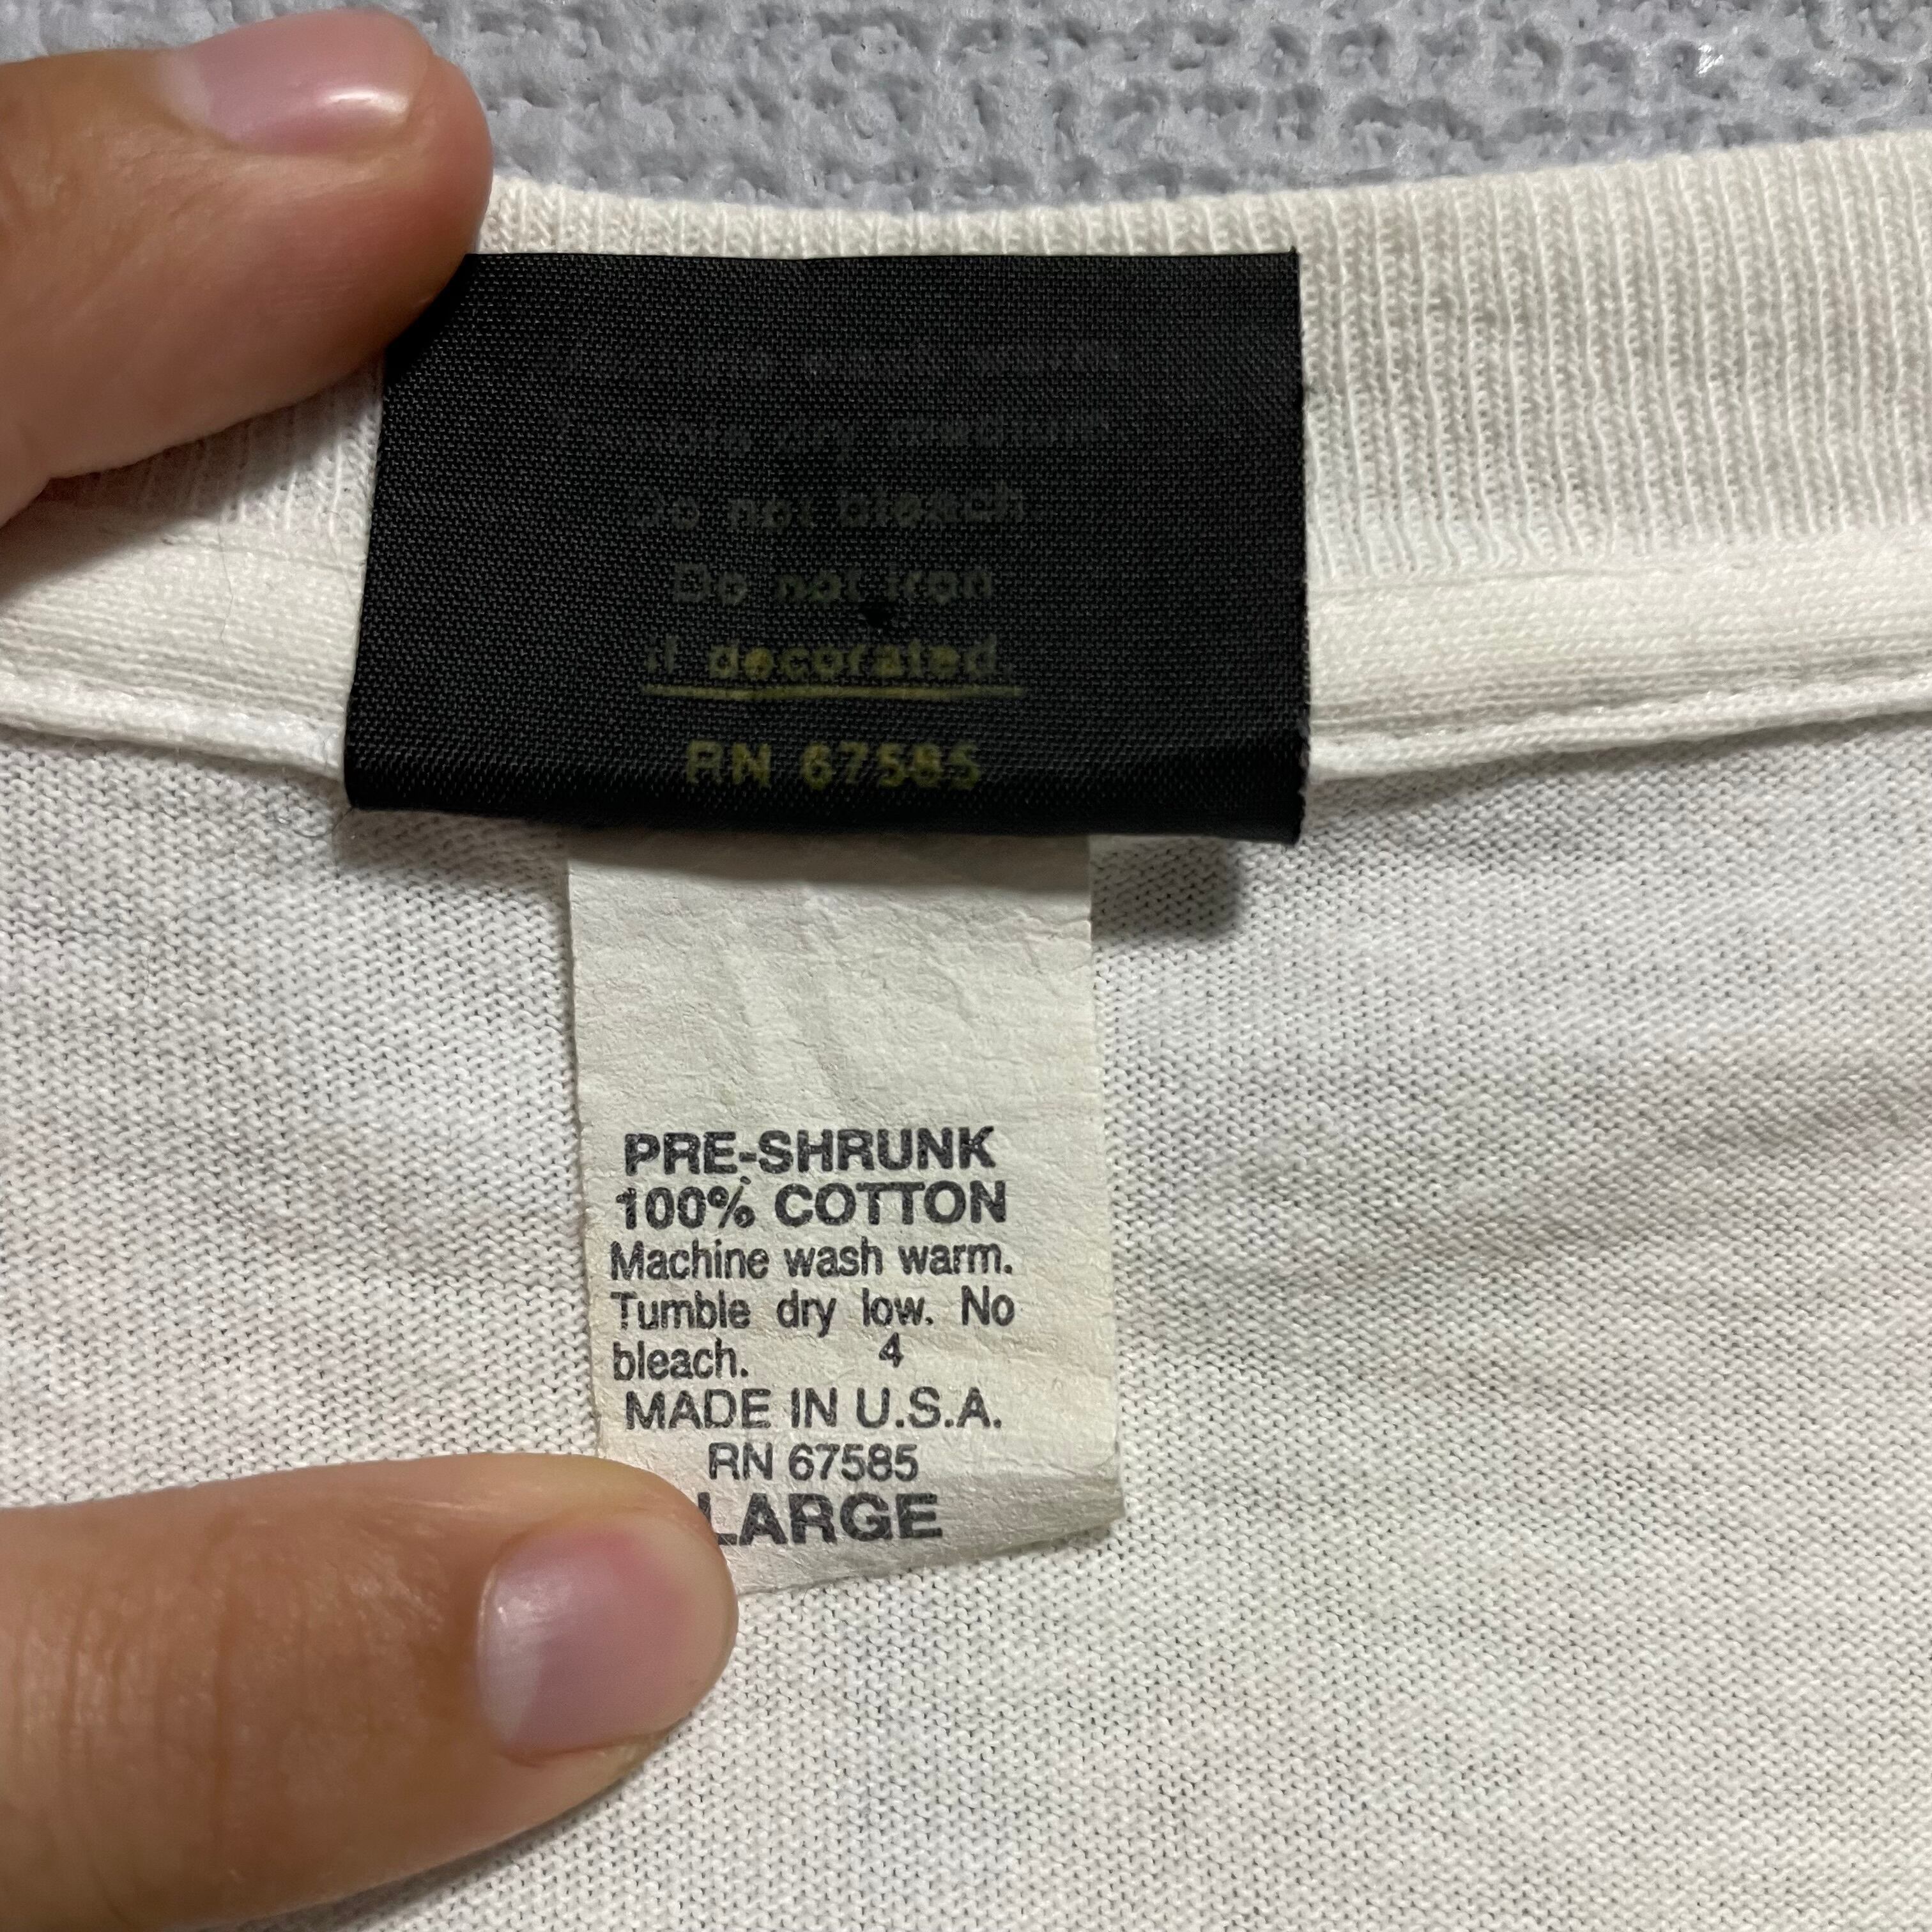 Do not bleach
Do not iron
if decorated.
RN 67585
PRE-SHRUNK
100% COTTON
Machine wash warm.
Tumble dry low. No
bleach. 4
MADE IN U.S.A.
RN 67585
LARGE